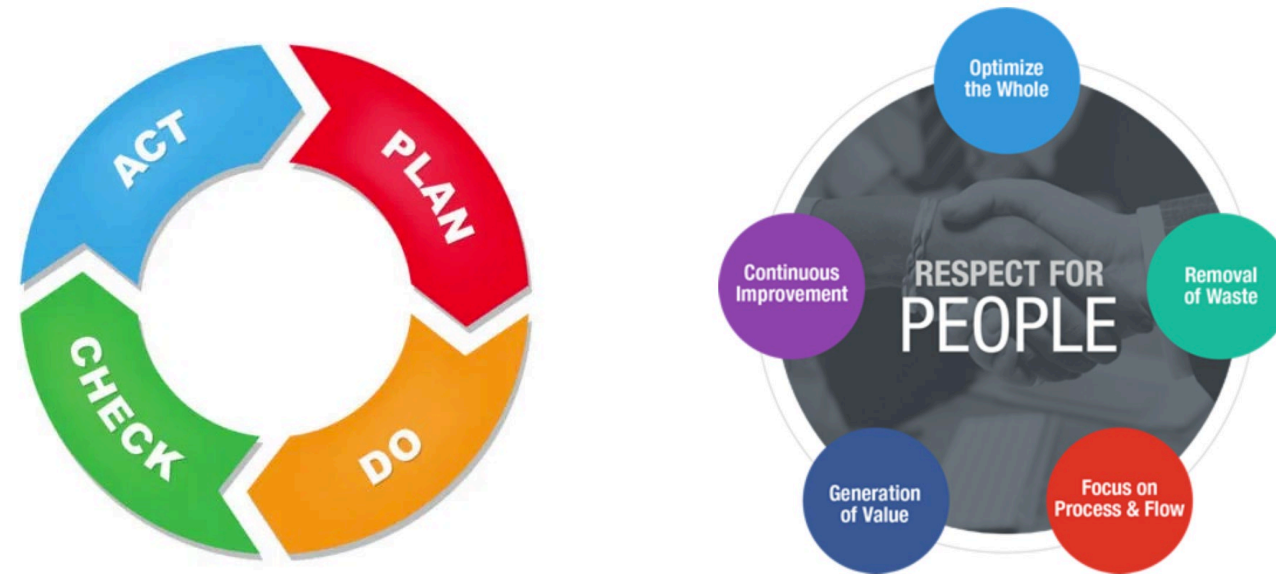 ACT
PLAN
CHECK
DO
Optimize
the Whole
Continuous
Improvement
RESPECT FOR
PEOPLE
Removal
of Waste
Generation
of Value
Focus on
Process & Flow